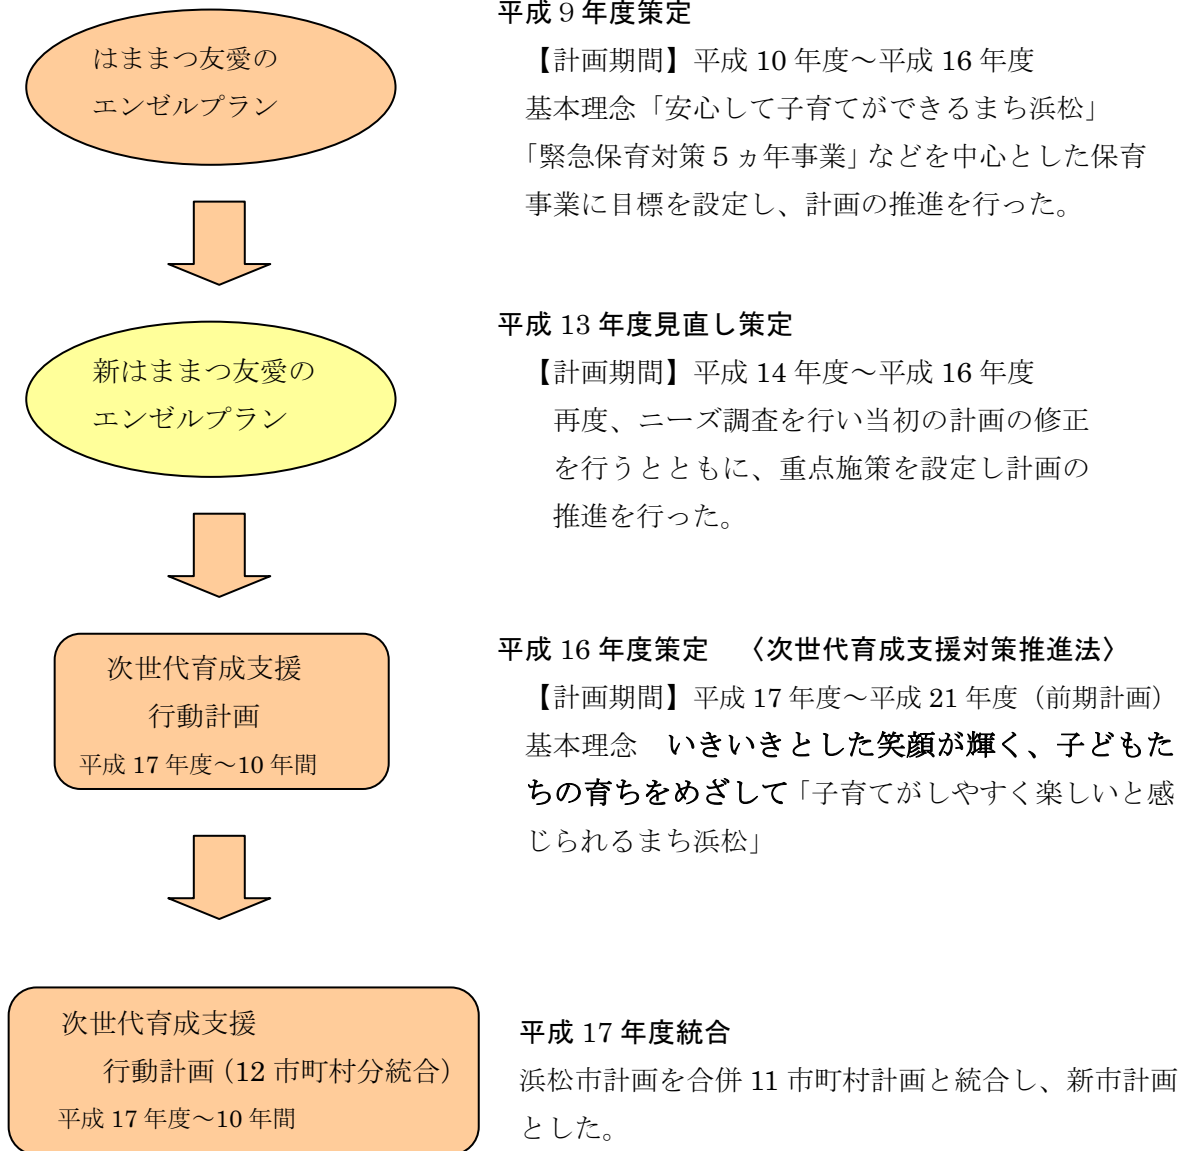 はままつ友愛の
エンゼルプラン
平成 9 年度策定
【計画期間】平成 10 年度～平成 16 年度
基本理念「安心して子育てができるまち浜松」
「緊急保育対策５ヵ年事業」などを中心とした保育
事業に目標を設定し、計画の推進を行った。
新はままつ友愛の
エンゼルプラン
平成 13 年度見直し策定
【計画期間】平成 14 年度～平成 16 年度
再度、ニーズ調査を行い当初の計画の修正
を行うとともに、重点施策を設定し計画の
推進を行った。
次世代育成支援
行動計画
平成 17 年度～10 年間
平成 16 年度策定　〈次世代育成支援対策推進法〉
【計画期間】平成 17 年度～平成 21 年度（前期計画）
基本理念　いきいきとした笑顔が輝く、子どもた
ちの育ちをめざして「子育てがしやすく楽しいと感
じられるまち浜松」
次世代育成支援
行動計画（12 市町村分統合）
平成 17 年度～10 年間
平成 17 年度統合
浜松市計画を合併 11 市町村計画と統合し、新市計画
とした。